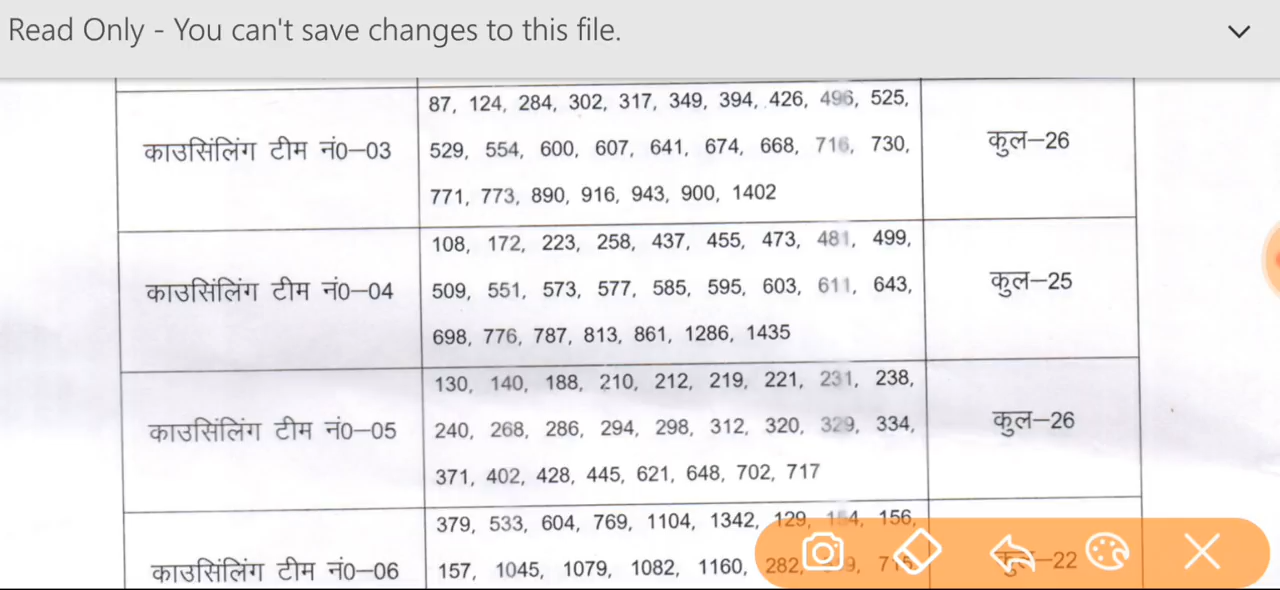 Read Only - You can't save changes to this file.
87, 124, 284, 302, 317, 349, 394, 426, 496, 525,
काउसिंलिंग टीम नं0–03
529, 554, 600, 607, 641, 674, 668, 716, 730,
कुल–26
771, 773, 890, 916, 943, 900, 1402
108, 172, 223, 258, 437, 455, 473, 481, 499,
काउसिंलिंग टीम नं0–04
509, 551, 573, 577, 585, 595, 603, 611, 643,
कुल–25
698, 776, 787, 813, 861, 1286, 1435
130, 140, 188, 210, 212, 219, 221, 231, 238,
काउसिंलिंग टीम नं0–05
240, 268, 286, 294, 298, 312, 320, 329, 334,
कुल–26
371, 402, 428, 445, 621, 648, 702, 717
379, 533, 604, 769, 1104, 1342, 129, 156,
काउसिंलिंग टीम नं0–06
157, 1045, 1079, 1082, 1160, 282,
कुल–22